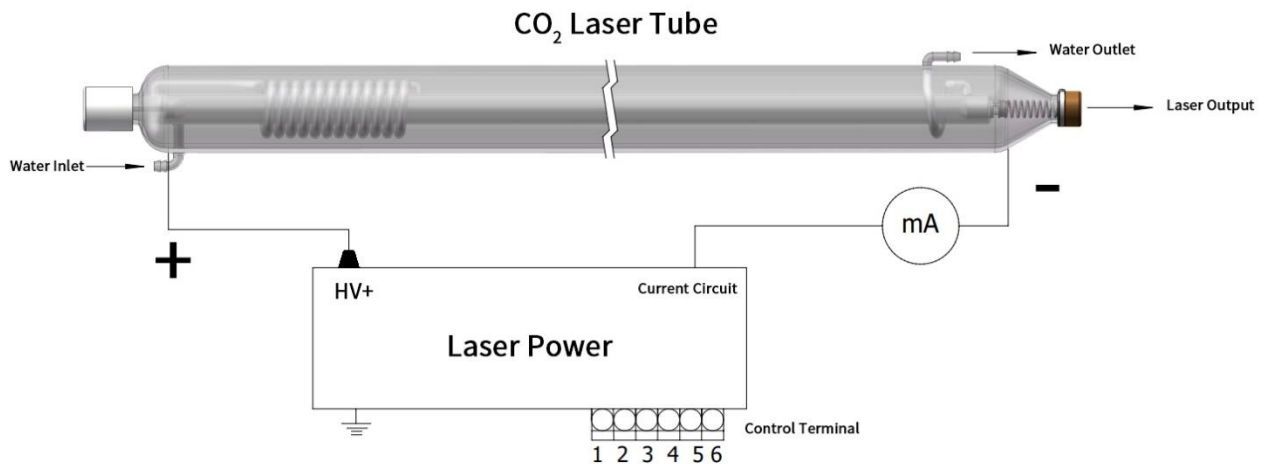 CO₂ Laser Tube
Water Outlet
Laser Output
Water Inlet
-
mA
+
HV+
Current Circuit
Laser Power
Control Terminal
1 2 3 4 5 6